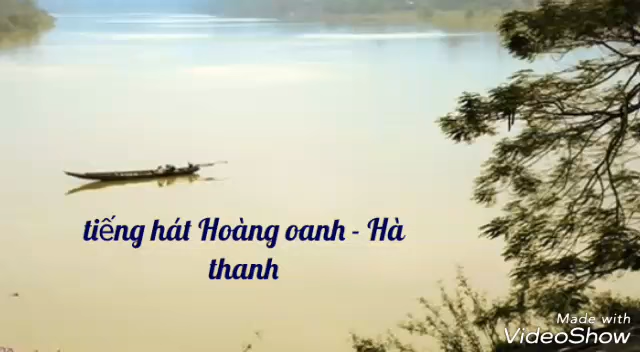 tiếng hát Hoàng oanh - Hà
thanh
Made with
VideoShow